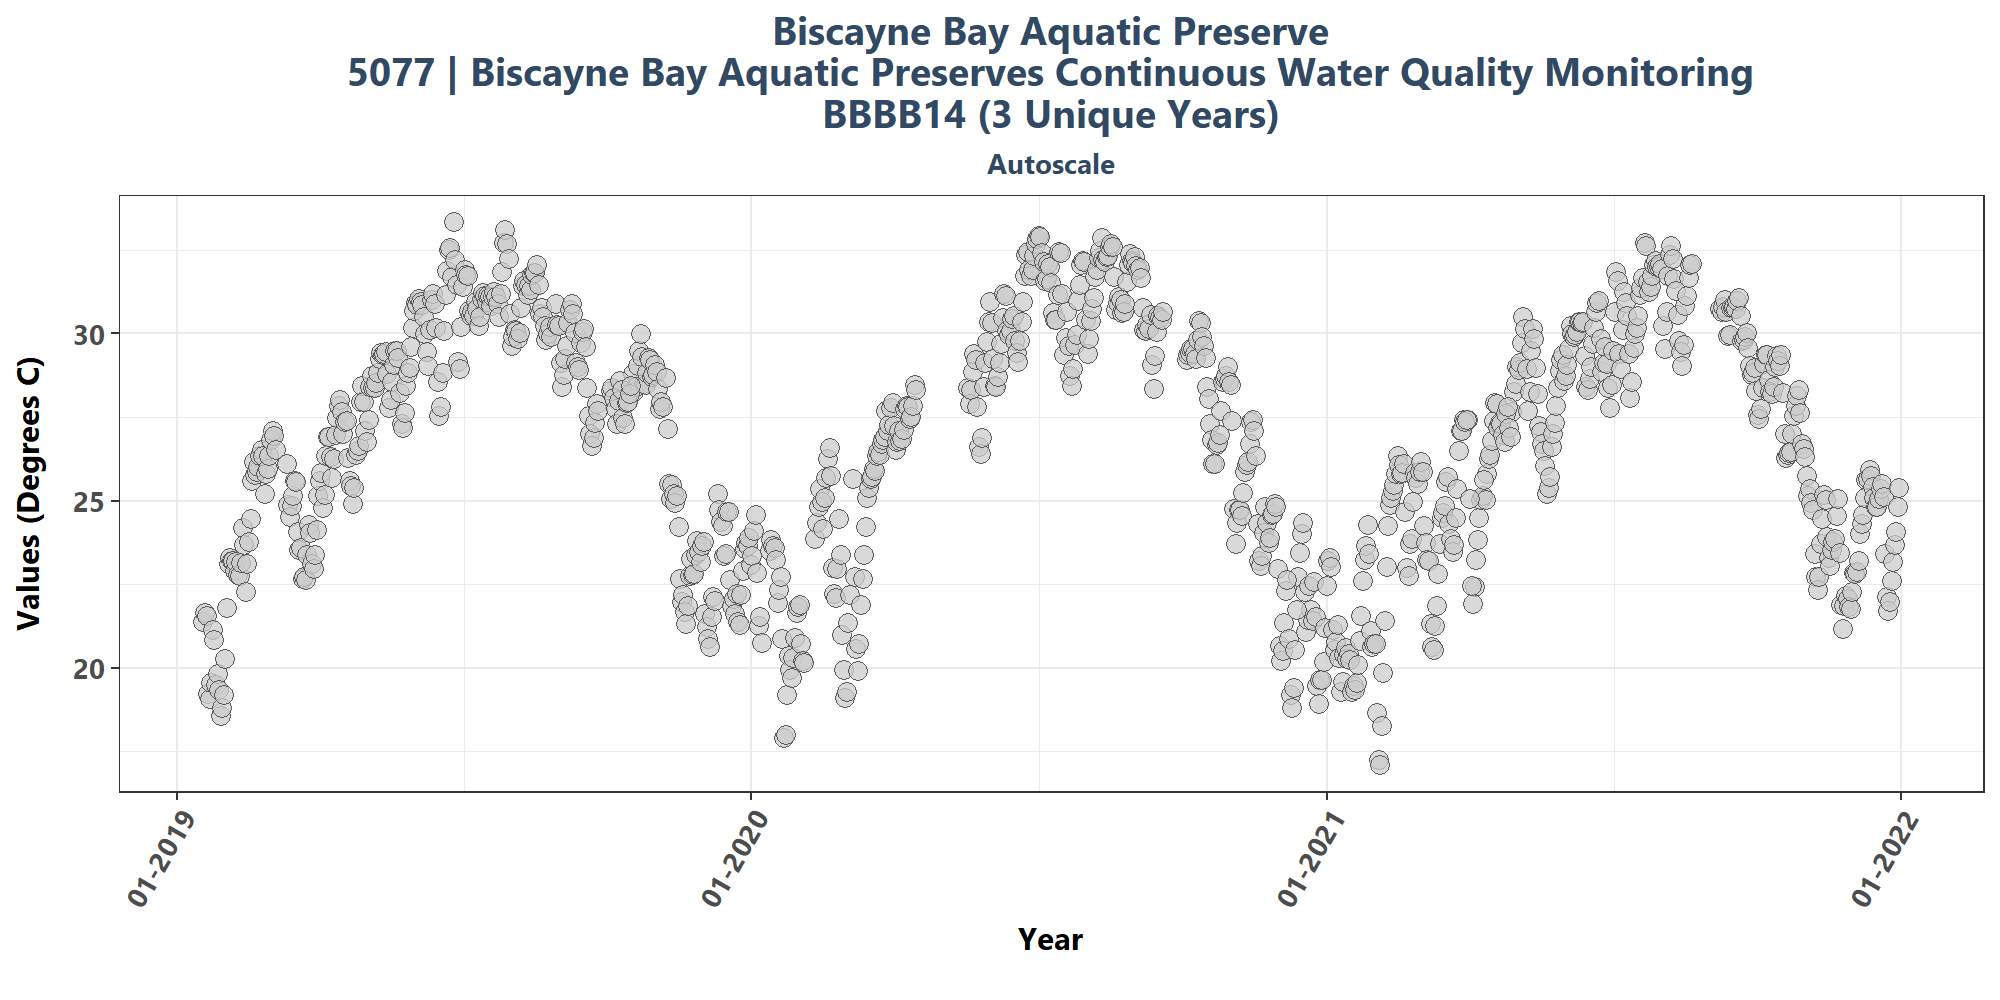 Biscayne Bay Aquatic Preserve
5077 | Biscayne Bay Aquatic Preserves Continuous Water Quality Monitoring
BBBB14 (3 Unique Years)
Autoscale
Values (Degrees C)
30
25
20
01-2019
01-2020
01-2021
01-2022
Year